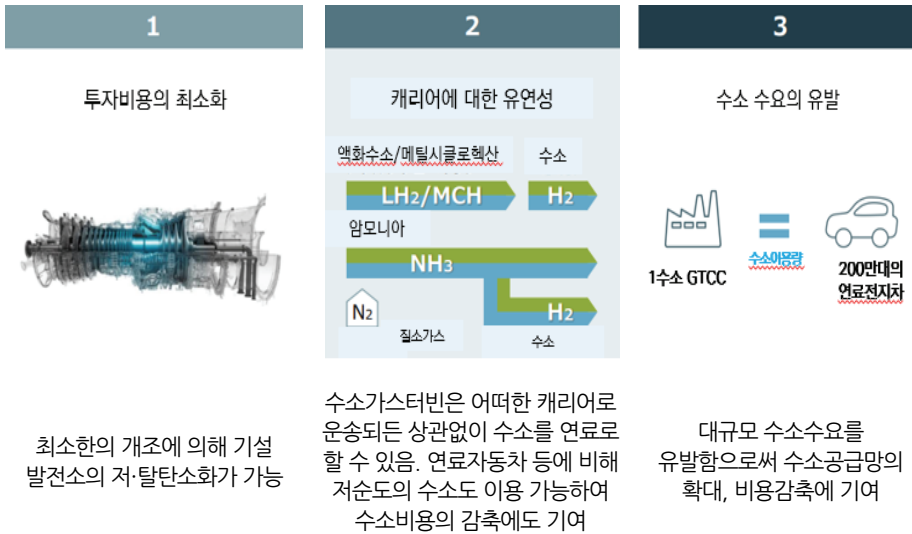 1
투자비용의 최소화
최소한의 개조에 의해 기설
발전소의 저·탈탄소화가 가능
2
캐리어에 대한 유연성
액화수소/메틸시클로헥산
수소
LH2/MCH
H2
암모니아
NH3
N2
H2
질소가스
수소
수소가스터빈은 어떠한 캐리어로
운송되든 상관없이 수소를 연료로
할 수 있음. 연료자동차 등에 비해
저순도의 수소도 이용 가능하여
수소비용의 감축에도 기여
3
수소 수요의 유발
1수소 GTCC
수소이용량
200만대의
연료전지차
대규모 수소수요를
유발함으로써 수소공급망의
확대, 비용감축에 기여